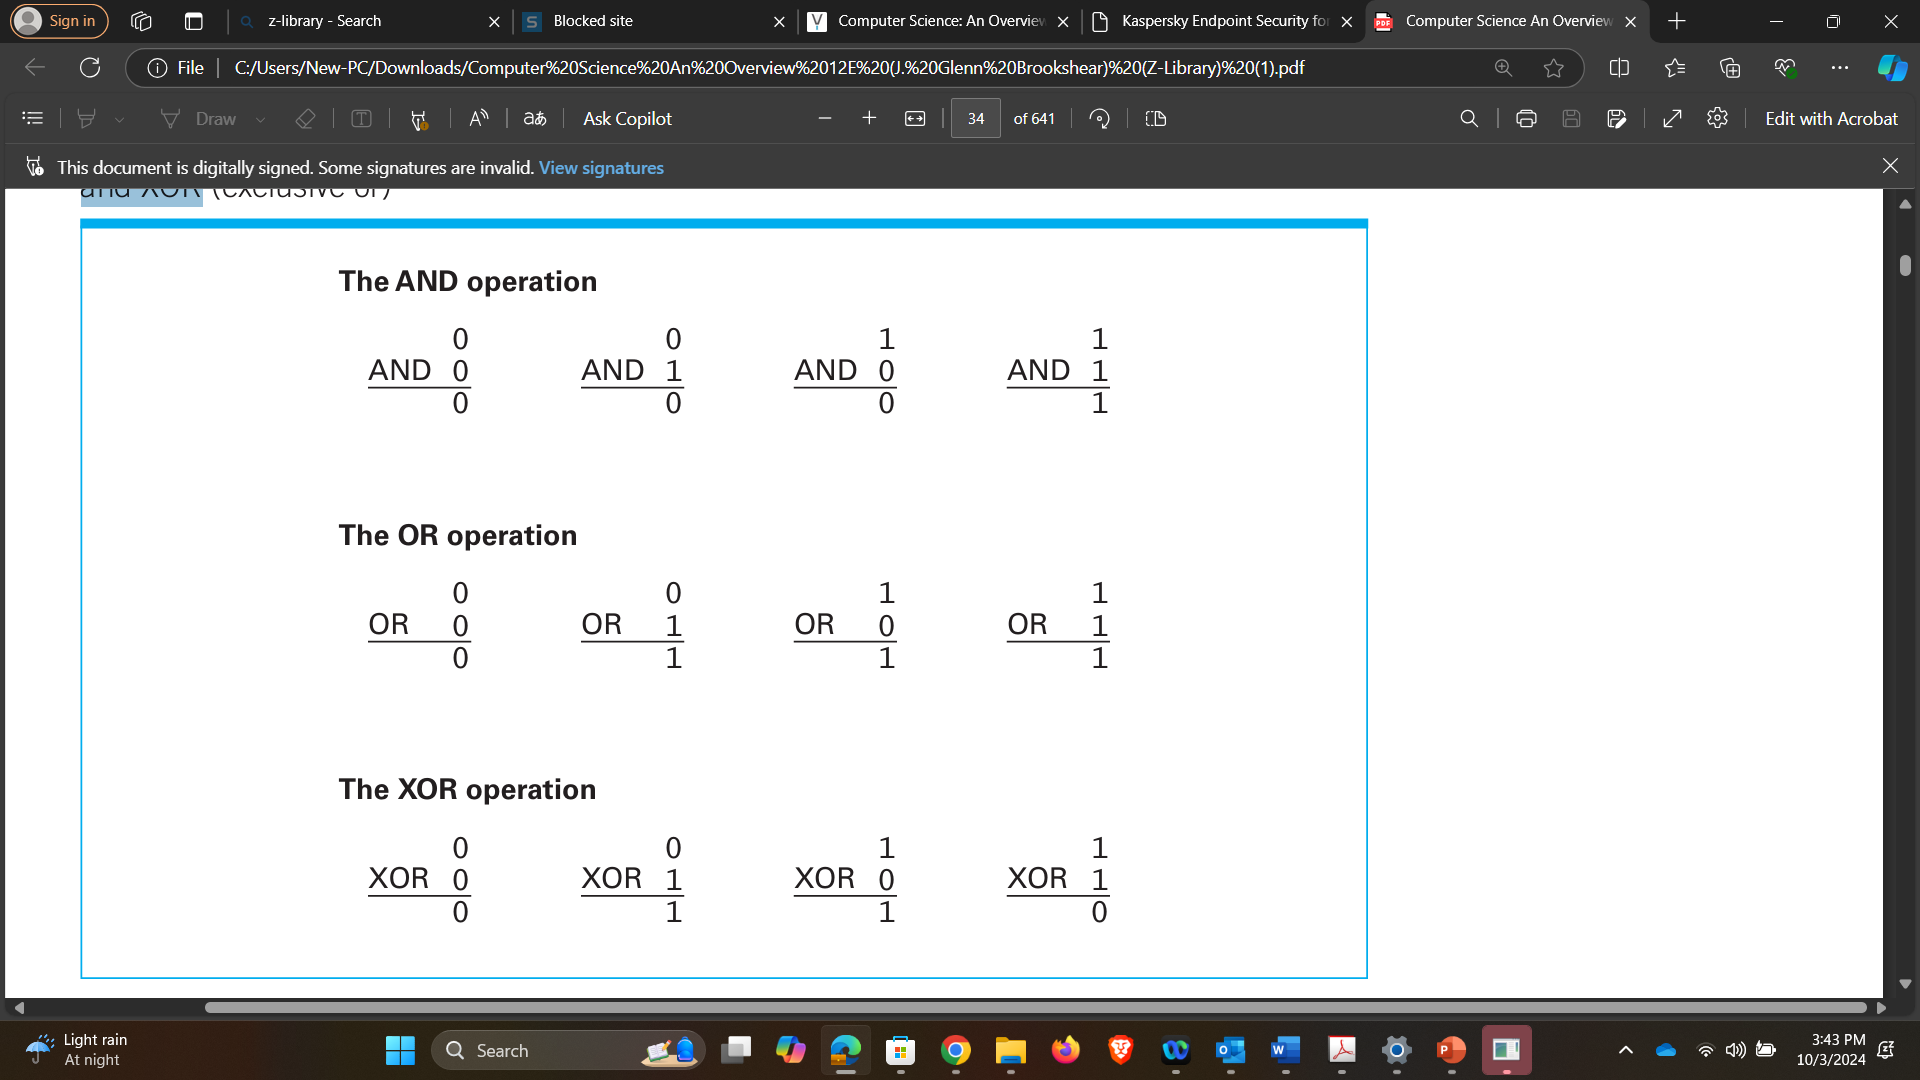 Sign in
z-library - Search
Blocked site
Computer Science: An Overview
Kaspersky Endpoint Security for
Computer Science An Overview
File
C:/Users/New-PC/Downloads/Computer%20Science%20An%20Overview%2012E%20(J.%20Glenn%20Brookshear)%20(Z-Library)%20(1).pdf
Draw
aあ
Ask Copilot
34 of 641
Edit with Acrobat
This document is digitally signed. Some signatures are invalid. View signatures
and XOR (exclusive or)
The AND operation
0 0 1 1
AND 0 AND 1 AND 0 AND 1
0 0 0 1
The OR operation
0 0 1 1
OR 0 OR 1 OR 0 OR 1
0 1 1 1
The XOR operation
0 0 1 1
XOR 0 XOR 1 XOR 0 XOR 1
0 1 1 0
Light rain
At night
Search
3:43 PM
10/3/2024